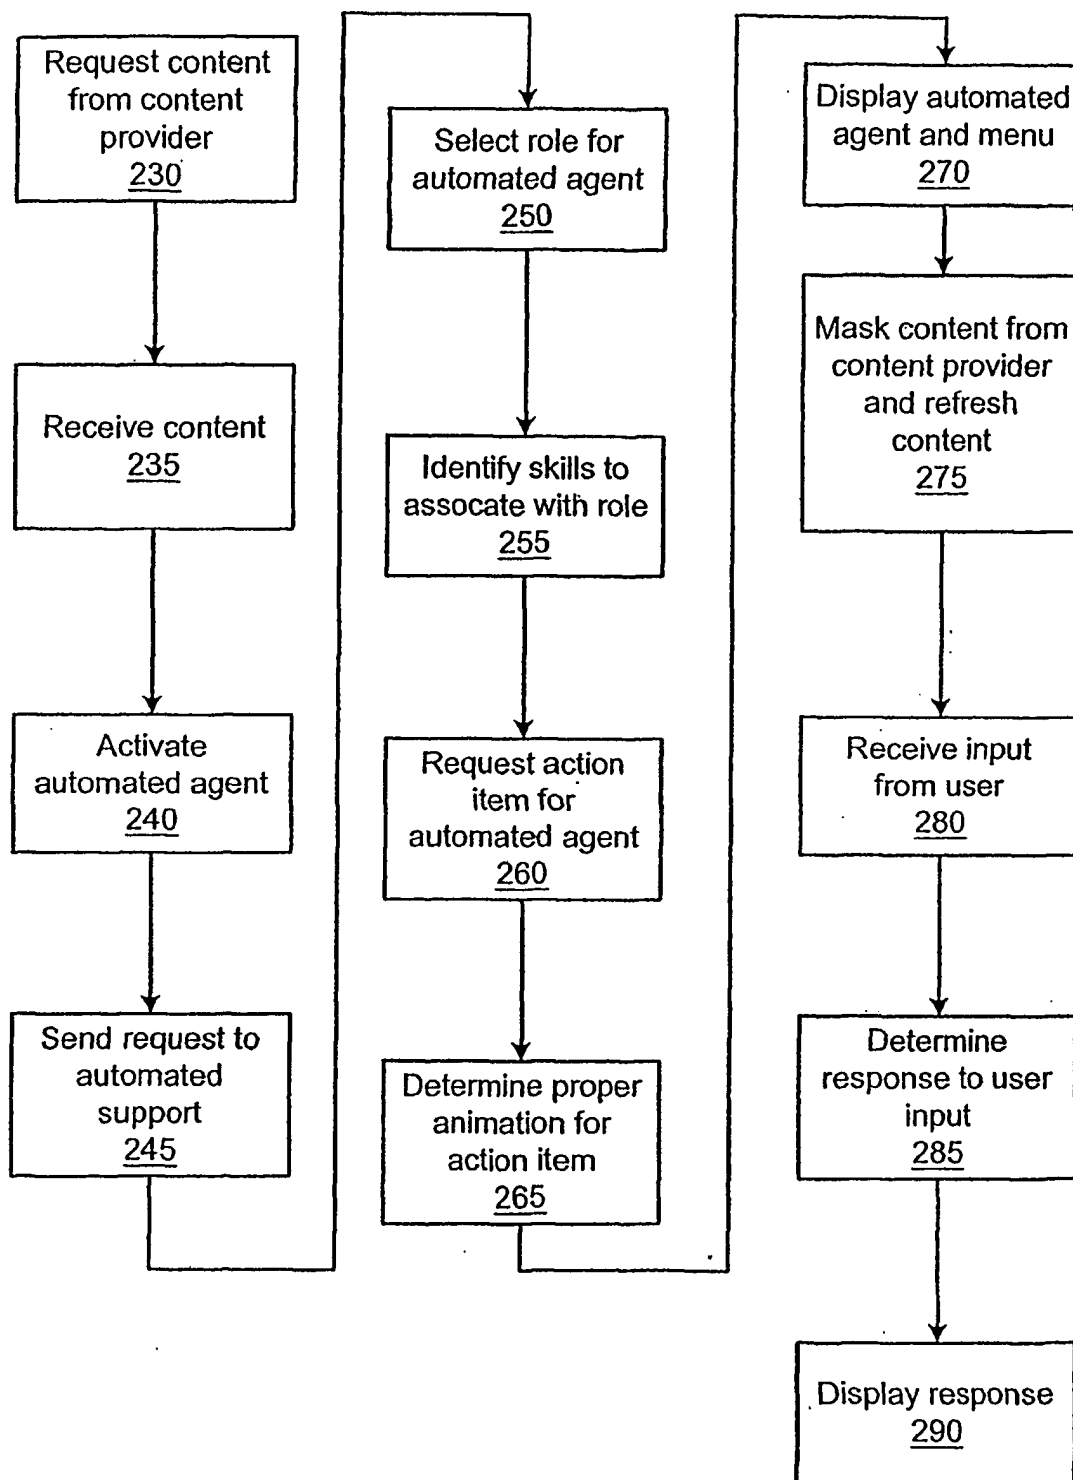 Request content
from content
provider
230
Receive content
235
Activate
automated agent
240
Send request to
automated
support
245
Select role for
automated agent
250
Identify skills to
assocate with role
255
Request action
item for
automated agent
260
Determine proper
animation for
action item
265
Display automated
agent and menu
270
Mask content from
content provider
and refresh
content
275
Receive input
from user
280
Determine
response to user
input
285
Display response
290